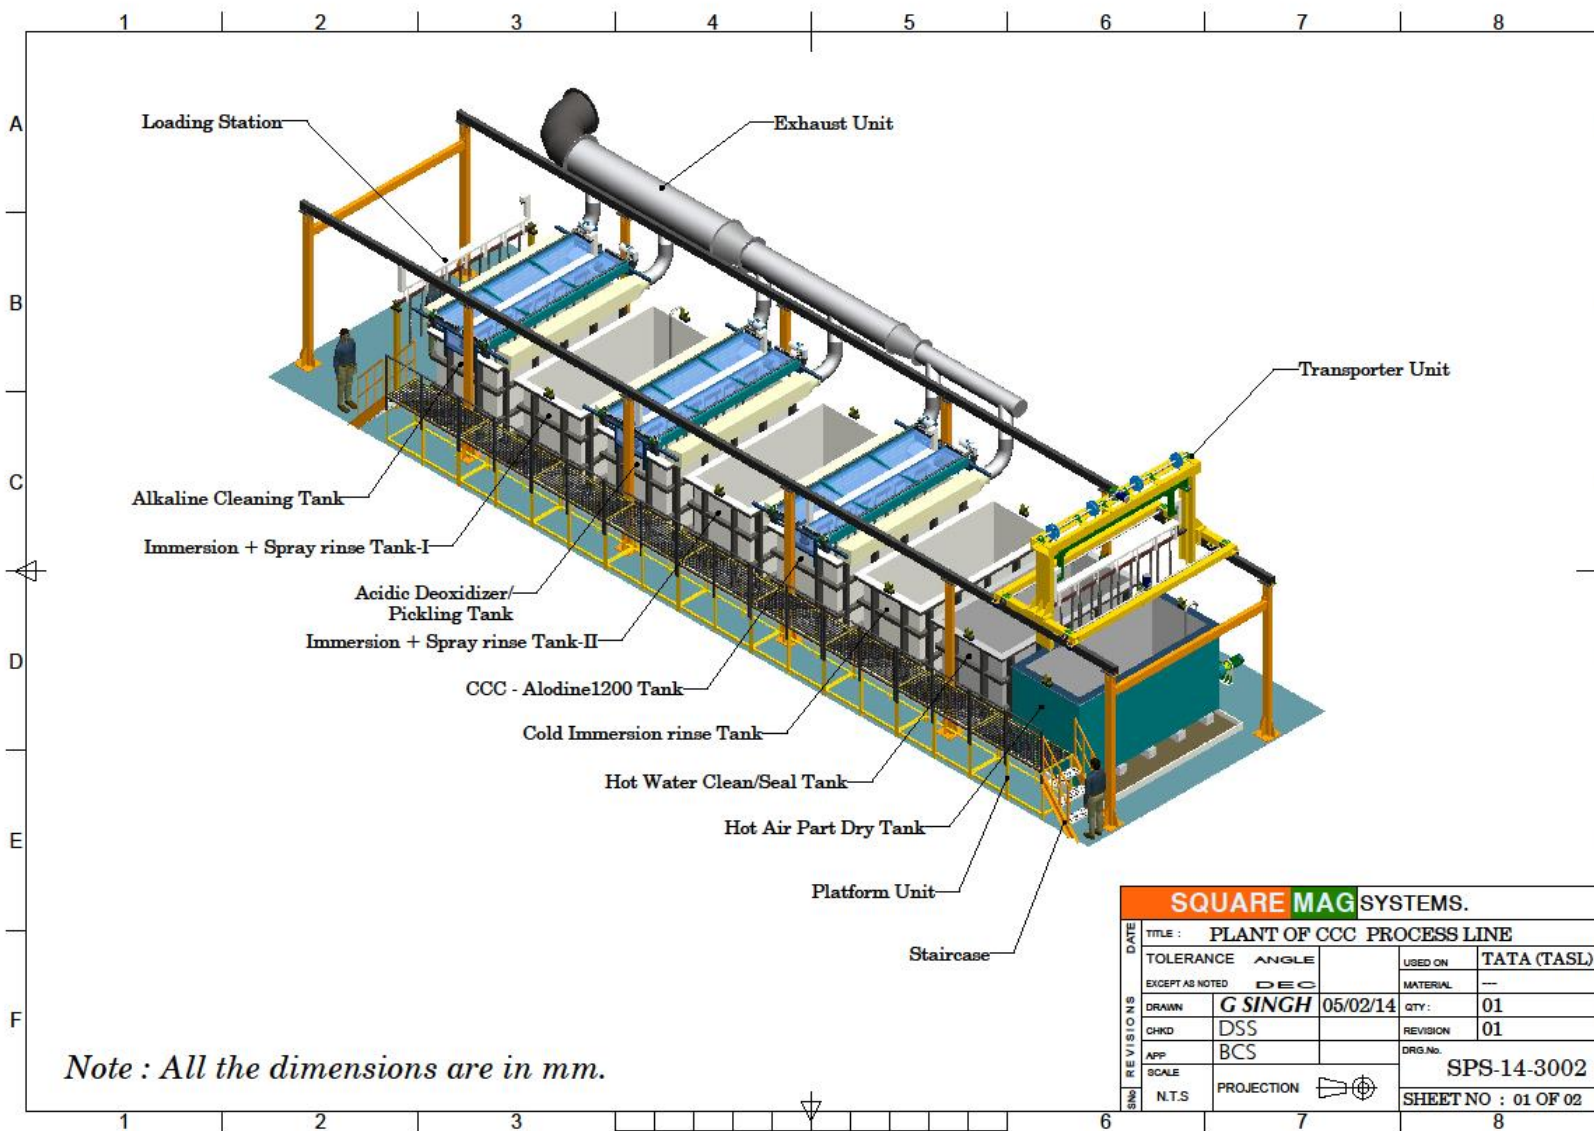 1 2 3 4 5 6 7 8
A
B
C
D
E
F
Loading Station
Exhaust Unit
Transporter Unit
Alkaline Cleaning Tank
Immersion + Spray rinse Tank-I
Acidic Deoxidizer/
Pickling Tank
Immersion + Spray rinse Tank-II
CCC - Alodine1200 Tank
Cold Immersion rinse Tank
Hot Water Clean/Seal Tank
Hot Air Part Dry Tank
Platform Unit
Staircase
Note : All the dimensions are in mm.
SQUARE MAG SYSTEMS.
TITLE : PLANT OF CCC PROCESS LINE
TOLERANCE ANGLE
EXCEPT AS NOTED DEC
USED ON TATA (TASL)
MATERIAL ---
DRAWN G SINGH 05/02/14
QTY : 01
CHKD DSS
REVISION 01
APP BCS
DRG.No.
SPS-14-3002
SCALE
N.T.S
PROJECTION
SHEET NO : 01 OF 02
DATE
REVISIONS
SNo
1 2 3 6 7 8